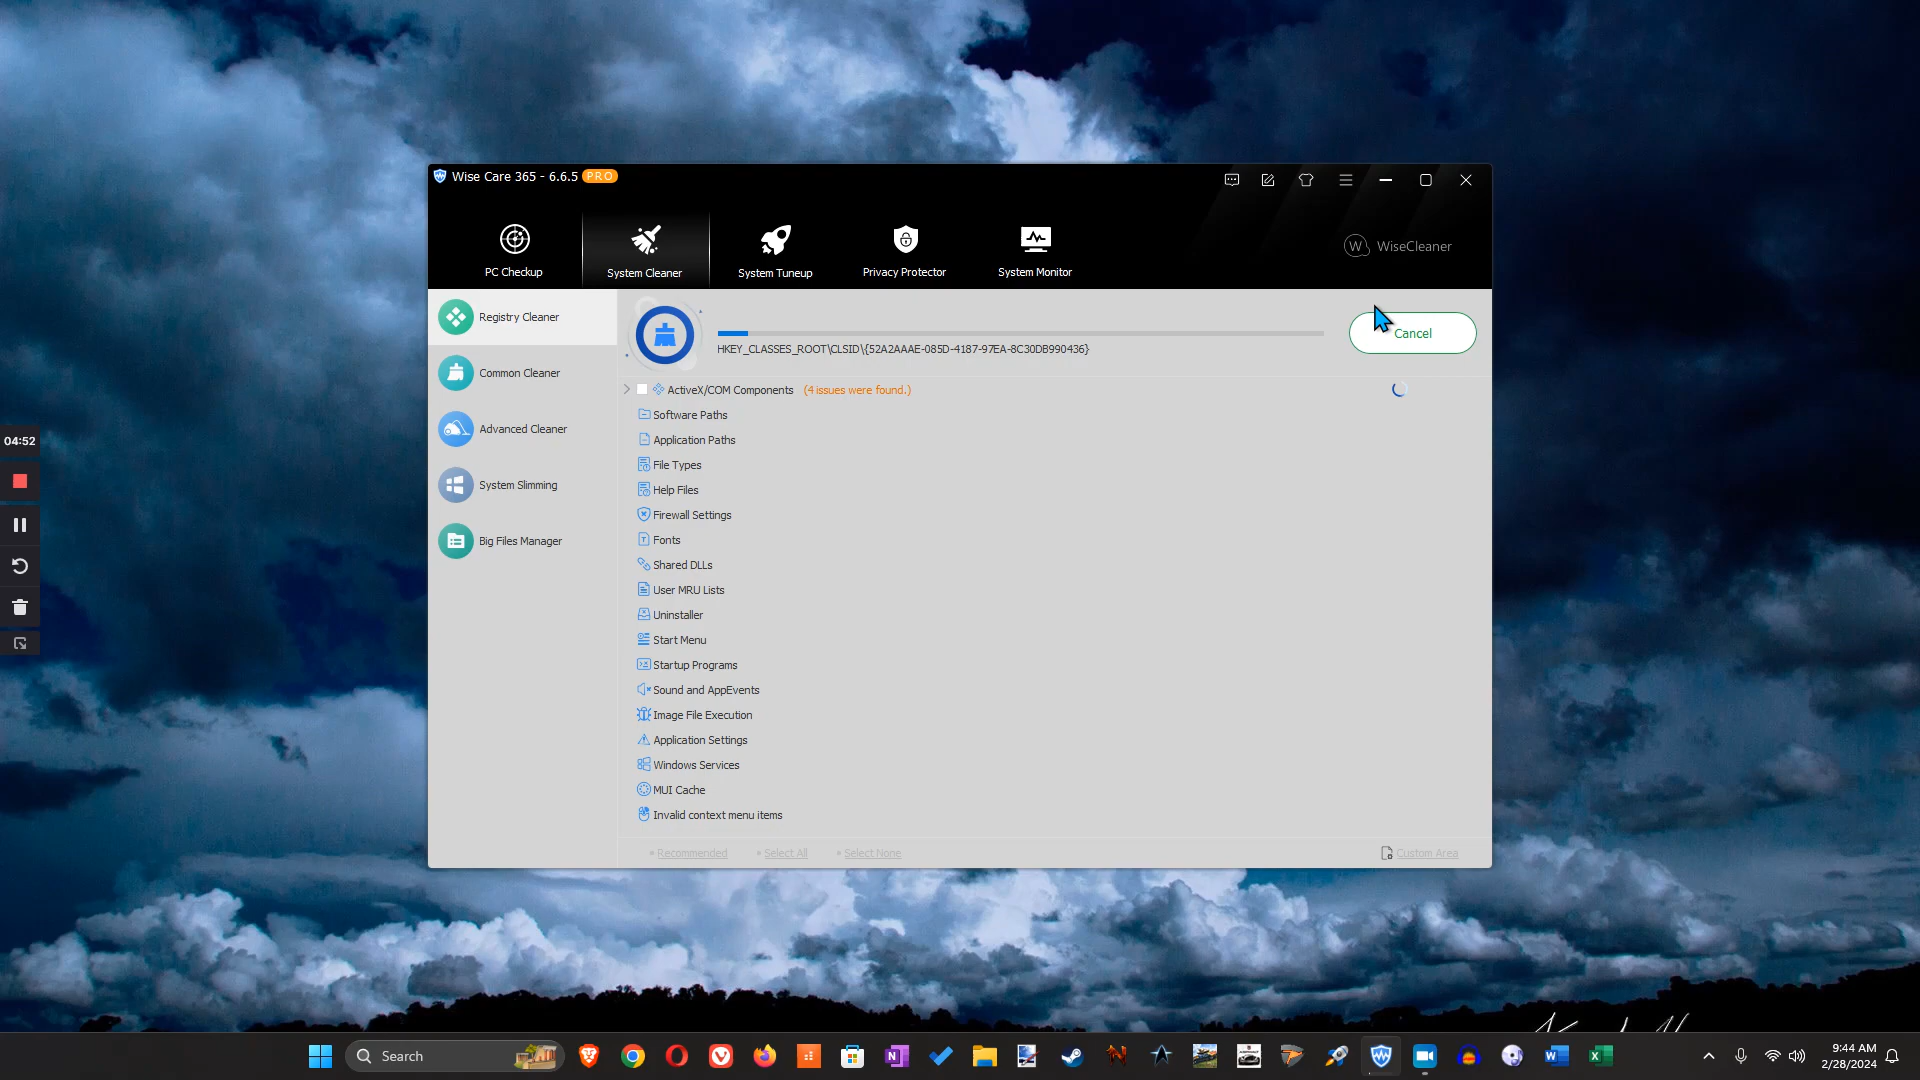 Wise Care 365 - 6.6.5 PRO
PC Checkup
System Cleaner
System Tuneup
Privacy Protector
System Monitor
WiseCleaner
Registry Cleaner
Common Cleaner
Advanced Cleaner
System Slimming
Big Files Manager
HKEY_CLASSES_ROOT\CLSID\{52A2AAAE-085D-4187-97EA-8C30DB990436}
Cancel
ActiveX/COM Components (4 issues were found.)
Software Paths
Application Paths
File Types
Help Files
Firewall Settings
Fonts
Shared DLLs
User MRU Lists
Uninstaller
Start Menu
Startup Programs
Sound and AppEvents
Image File Execution
Application Settings
Windows Services
MUI Cache
Invalid context menu items
Recommended
Select All
Select None
Custom Area
04:52
Search
9:44 AM
2/28/2024